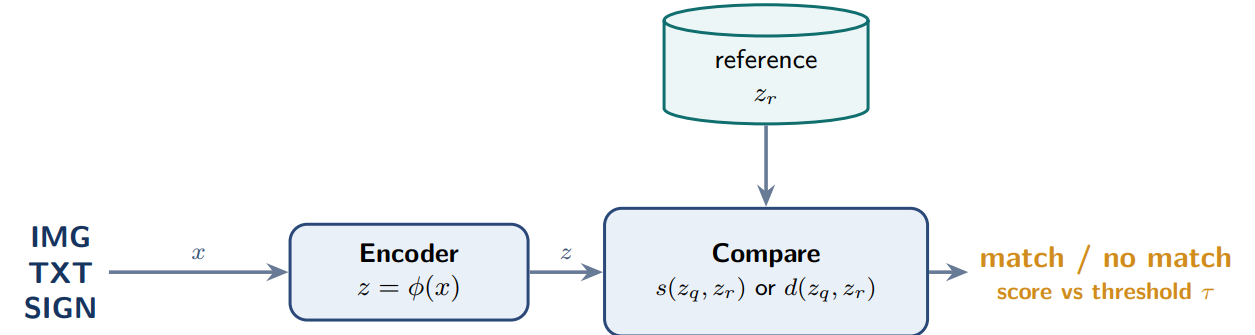 reference
z_r
IMG
TXT
SIGN
x
Encoder
z = ϕ(x)
z
Compare
s(z_q, z_r) or d(z_q, z_r)
match / no match
score vs threshold τ